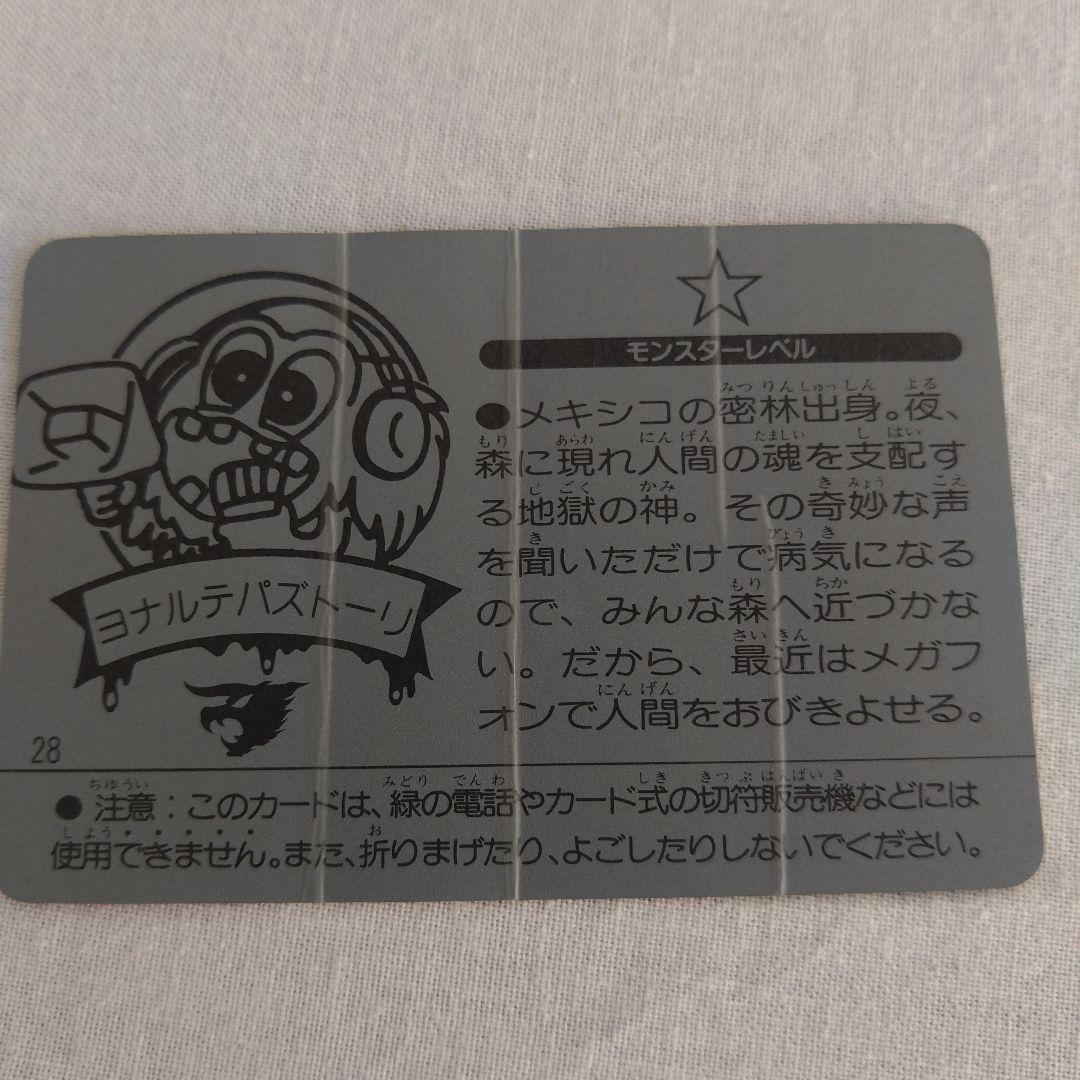 モンスターレベル
●メキシコの密林出身。夜、
森に現れ人間の魂を支配す
る地獄の神。その奇妙な声
を聞いただけで病気になる
ので、みんな森へ近づかな
い。だから、最近はメガフ
ォンで人間をおびきよせる。
ヨナルテパズトーリ
28
●注意：このカードは、緑の電話やカード式の切符販売機などには
使用できません。また、折りまげたり、よごしたりしないでください。